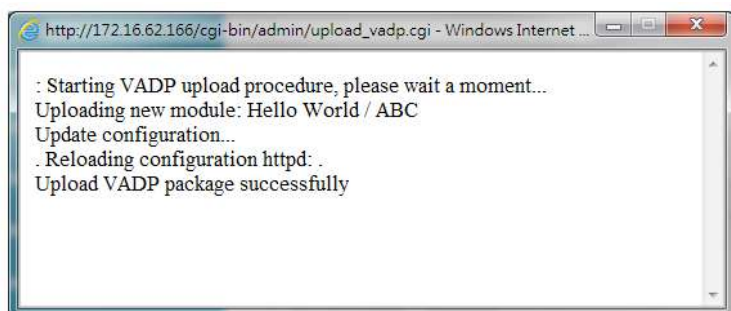 http://172.16.62.166/cgi-bin/admin/upload_vadp.cgi - Windows Internet ...
: Starting VADP upload procedure, please wait a moment...
Uploading new module: Hello World / ABC
Update configuration...
. Reloading configuration httpd: .
Upload VADP package successfully